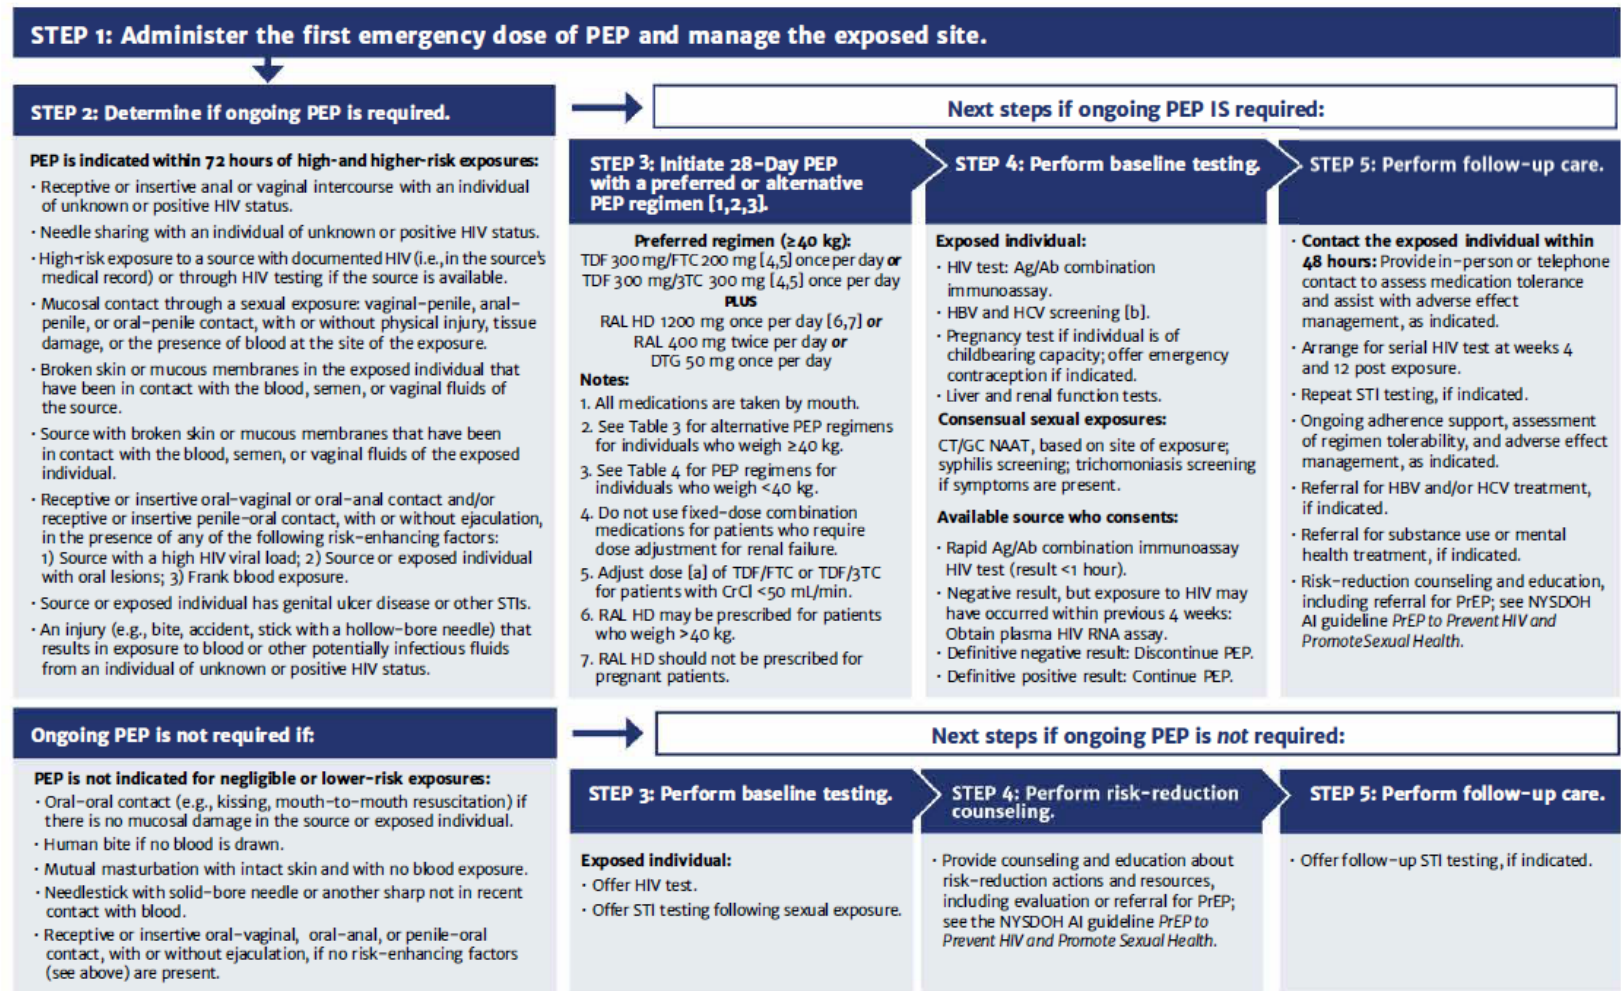 STEP 1: Administer the first emergency dose of PEP and manage the exposed site.
STEP 2: Determine if ongoing PEP is required.
PEP is indicated within 72 hours of high-and higher-risk exposures:
· Receptive or insertive anal or vaginal intercourse with an individual
of unknown or positive HIV status.
· Needle sharing with an individual of unknown or positive HIV status.
· High-risk exposure to a source with documented HIV (i.e., in the source's
medical record) or through HIV testing if the source is available.
· Mucosal contact through a sexual exposure: vaginal-penile, anal-
penile, or oral-penile contact, with or without physical injury, tissue
damage, or the presence of blood at the site of the exposure.
· Broken skin or mucous membranes in the exposed individual that
have been in contact with the blood, semen, or vaginal fluids of
the source.
· Source with broken skin or mucous membranes that have been
in contact with the blood, semen, or vaginal fluids of the exposed
individual.
· Receptive or insertive oral-vaginal or oral-anal contact and/or
receptive or insertive penile-oral contact, with or without ejaculation,
in the presence of any of the following risk-enhancing factors:
1) Source with a high HIV viral load; 2) Source or exposed individual
with oral lesions; 3) Frank blood exposure.
· Source or exposed individual has genital ulcer disease or other STIs.
· An injury (e.g., bite, accident, stick with a hollow-bore needle) that
results in exposure to blood or other potentially infectious fluids
from an individual of unknown or positive HIV status.
Next steps if ongoing PEP IS required:
STEP 3: Initiate 28-Day PEP
with a preferred or alternative
PEP regimen [1,2,3].
Preferred regimen (≥40 kg):
TDF 300 mg/FTC 200 mg [4,5] once per day or
TDF 300 mg/3TC 300 mg [4,5] once per day
PLUS
RAL HD 1200 mg once per day [6,7] or
RAL 400 mg twice per day or
DTG 50 mg once per day
Notes:
1. All medications are taken by mouth.
2. See Table 3 for alternative PEP regimens
for individuals who weigh ≥40 kg.
3. See Table 4 for PEP regimens for
individuals who weigh <40 kg.
4. Do not use fixed-dose combination
medications for patients who require
dose adjustment for renal failure.
5. Adjust dose [a] of TDF/FTC or TDF/3TC
for patients with CrCl <50 mL/min.
6. RAL HD may be prescribed for patients
who weigh >40 kg.
7. RAL HD should not be prescribed for
pregnant patients.
STEP 4: Perform baseline testing.
Exposed individual:
· HIV test: Ag/Ab combination
immunoassay.
· HBV and HCV screening [b].
· Pregnancy test if individual is of
childbearing capacity; offer emergency
contraception if indicated.
· Liver and renal function tests.
Consensual sexual exposures:
CT/GC NAAT, based on site of exposure;
syphilis screening; trichomoniasis screening
if symptoms are present.
Available source who consents:
· Rapid Ag/Ab combination immunoassay
HIV test (result <1 hour).
· Negative result, but exposure to HIV may
have occurred within previous 4 weeks:
Obtain plasma HIV RNA assay.
· Definitive negative result: Discontinue PEP.
· Definitive positive result: Continue PEP.
STEP 5: Perform follow-up care.
· Contact the exposed individual within
48 hours: Provide in-person or telephone
contact to assess medication tolerance
and assist with adverse effect
management, as indicated.
· Arrange for serial HIV test at weeks 4
and 12 post exposure.
· Repeat STI testing, if indicated.
· Ongoing adherence support, assessment
of regimen tolerability, and adverse effect
management, as indicated.
· Referral for HBV and/or HCV treatment,
if indicated.
· Referral for substance use or mental
health treatment, if indicated.
· Risk-reduction counseling and education,
including referral for PrEP; see NYSDOH
AI guideline PrEP to Prevent HIV and
Promote Sexual Health.
Ongoing PEP is not required if:
PEP is not indicated for negligible or lower-risk exposures:
· Oral-oral contact (e.g., kissing, mouth-to-mouth resuscitation) if
there is no mucosal damage in the source or exposed individual.
· Human bite if no blood is drawn.
· Mutual masturbation with intact skin and with no blood exposure.
· Needlestick with solid-bore needle or another sharp not in recent
contact with blood.
· Receptive or insertive oral-vaginal, oral-anal, or penile-oral
contact, with or without ejaculation, if no risk-enhancing factors
(see above) are present.
Next steps if ongoing PEP is not required:
STEP 3: Perform baseline testing.
Exposed individual:
· Offer HIV test.
· Offer STI testing following sexual exposure.
STEP 4: Perform risk-reduction
counseling.
· Provide counseling and education about
risk-reduction actions and resources,
including evaluation or referral for PrEP;
see the NYSDOH AI guideline PrEP to
Prevent HIV and Promote Sexual Health.
STEP 5: Perform follow-up care.
· Offer follow-up STI testing, if indicated.